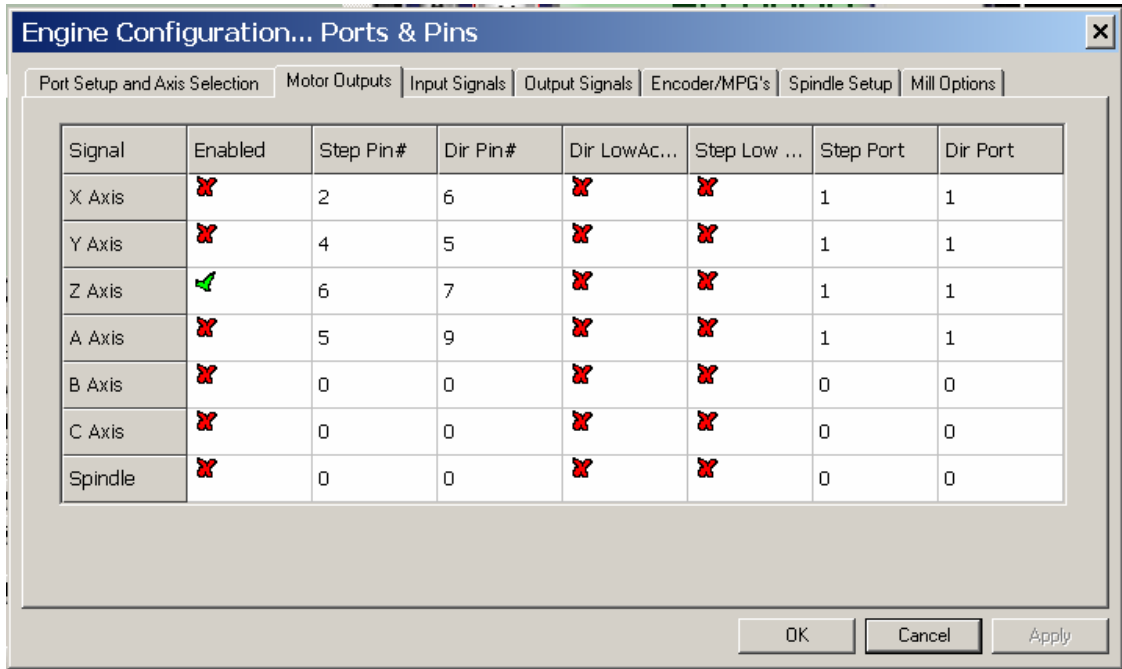 Engine Configuration... Ports & Pins
Port Setup and Axis Selection Motor Outputs Input Signals Output Signals Encoder/MPG's Spindle Setup Mill Options
Signal Enabled Step Pin# Dir Pin# Dir LowAc... Step Low ... Step Port Dir Port
X Axis 2 6 1 1
Y Axis 4 5 1 1
Z Axis 6 7 1 1
A Axis 5 9 1 1
B Axis 0 0 0 0
C Axis 0 0 0 0
Spindle 0 0 0 0
OK Cancel Apply